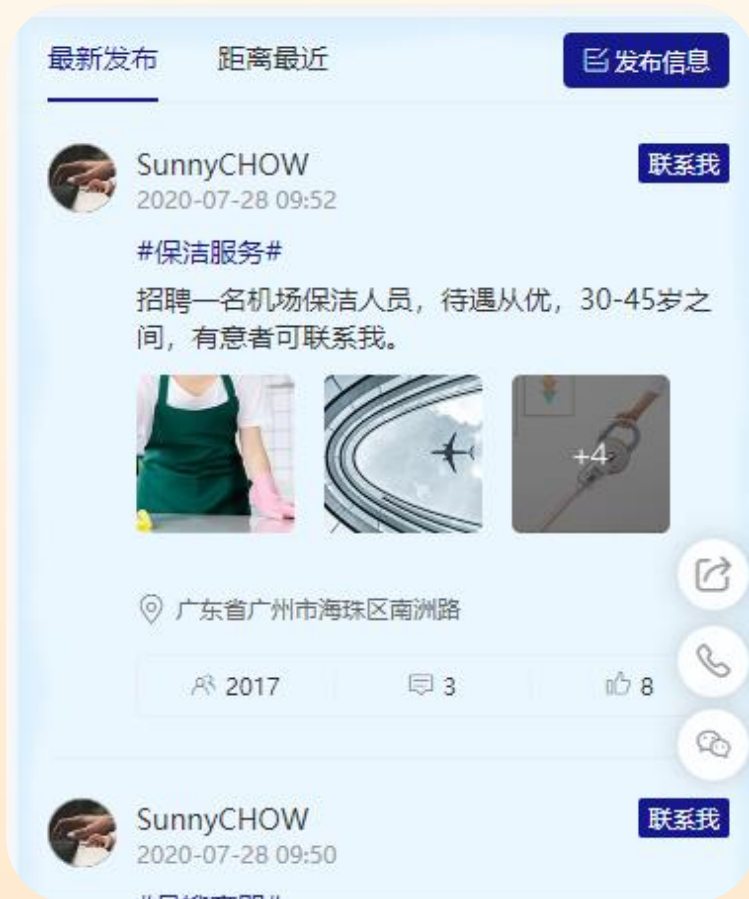 最新发布 距离最近 发布信息
SunnyCHOW 联系我
2020-07-28 09:52
#保洁服务#
招聘一名机场保洁人员，待遇从优，30-45岁之
间，有意者可联系我。
+4
广东省广州市海珠区南洲路
2017 3 8
SunnyCHOW 联系我
2020-07-28 09:50